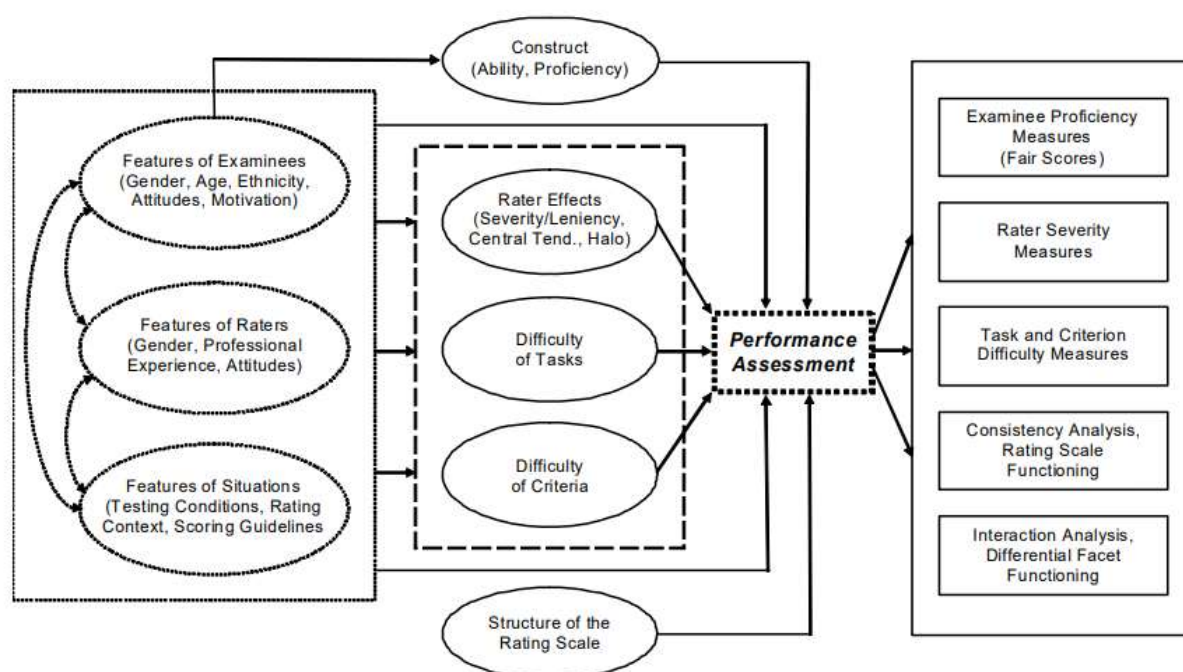 Construct
(Ability, Proficiency)
Features of Examinees
(Gender, Age, Ethnicity,
Attitudes, Motivation)
Features of Raters
(Gender, Professional
Experience, Attitudes)
Features of Situations
(Testing Conditions, Rating
Context, Scoring Guidelines
Rater Effects
(Severity/Leniency,
Central Tend., Halo)
Difficulty
of Tasks
Difficulty
of Criteria
Structure of the
Rating Scale
Performance
Assessment
Examinee Proficiency
Measures
(Fair Scores)
Rater Severity
Measures
Task and Criterion
Difficulty Measures
Consistency Analysis,
Rating Scale
Functioning
Interaction Analysis,
Differential Facet
Functioning